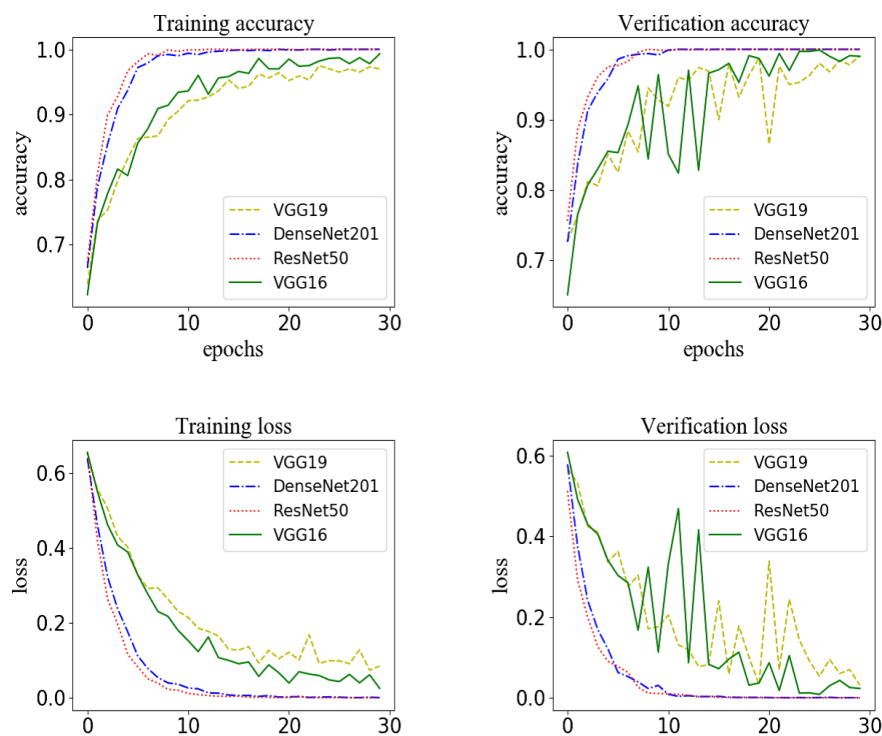 Training accuracy
1.0
0.9
0.8
0.7
accuracy
VGG19
DenseNet201
ResNet50
VGG16
0 10 20 30
epochs
Verification accuracy
1.0
0.9
0.8
0.7
accuracy
VGG19
DenseNet201
ResNet50
VGG16
0 10 20 30
epochs
Training loss
0.6
0.4
0.2
0.0
loss
VGG19
DenseNet201
ResNet50
VGG16
0 10 20 30
Verification loss
0.6
0.4
0.2
0.0
loss
VGG19
DenseNet201
ResNet50
VGG16
0 10 20 30